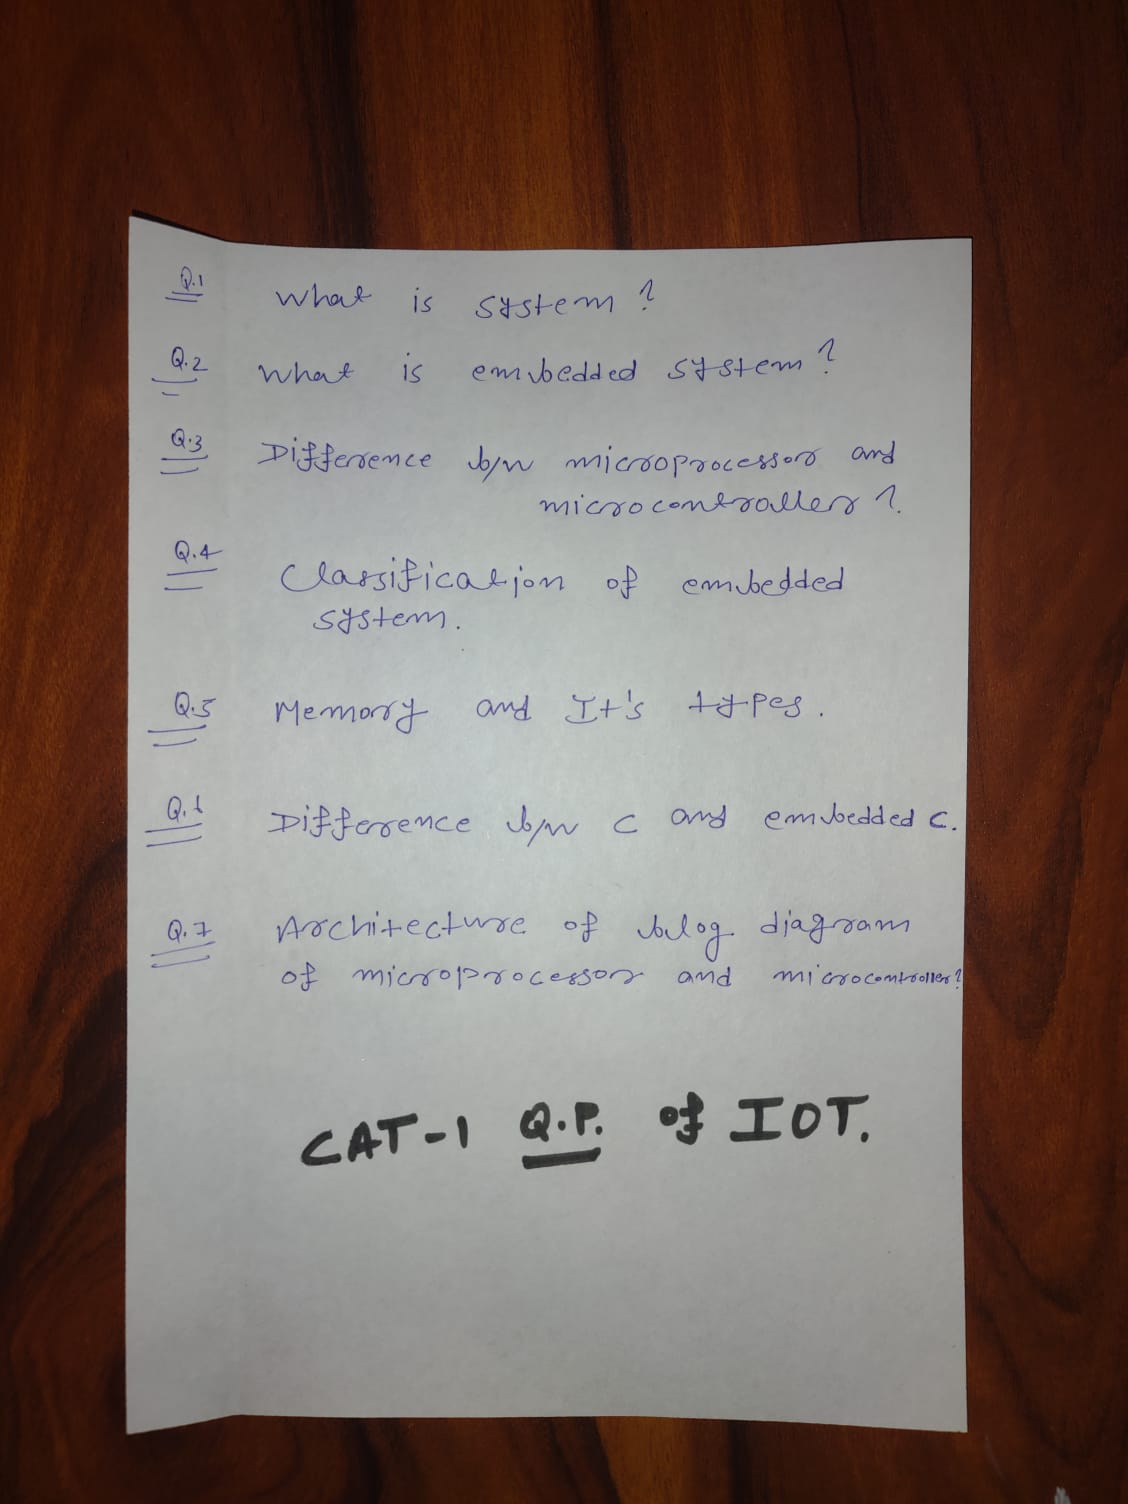 Q.1 What is system ?
Q.2 What is embedded system ?
Q.3 Difference b/w microprocessor and
microcontroller ?
Q.4 Classification of embedded
system.
Q.5 Memory and It's types.
Q.6 Difference b/w C and embedded C.
Q.7 Architecture of blog diagram
of microprocessor and microcontroller ?
CAT-1 Q.P. of IOT.